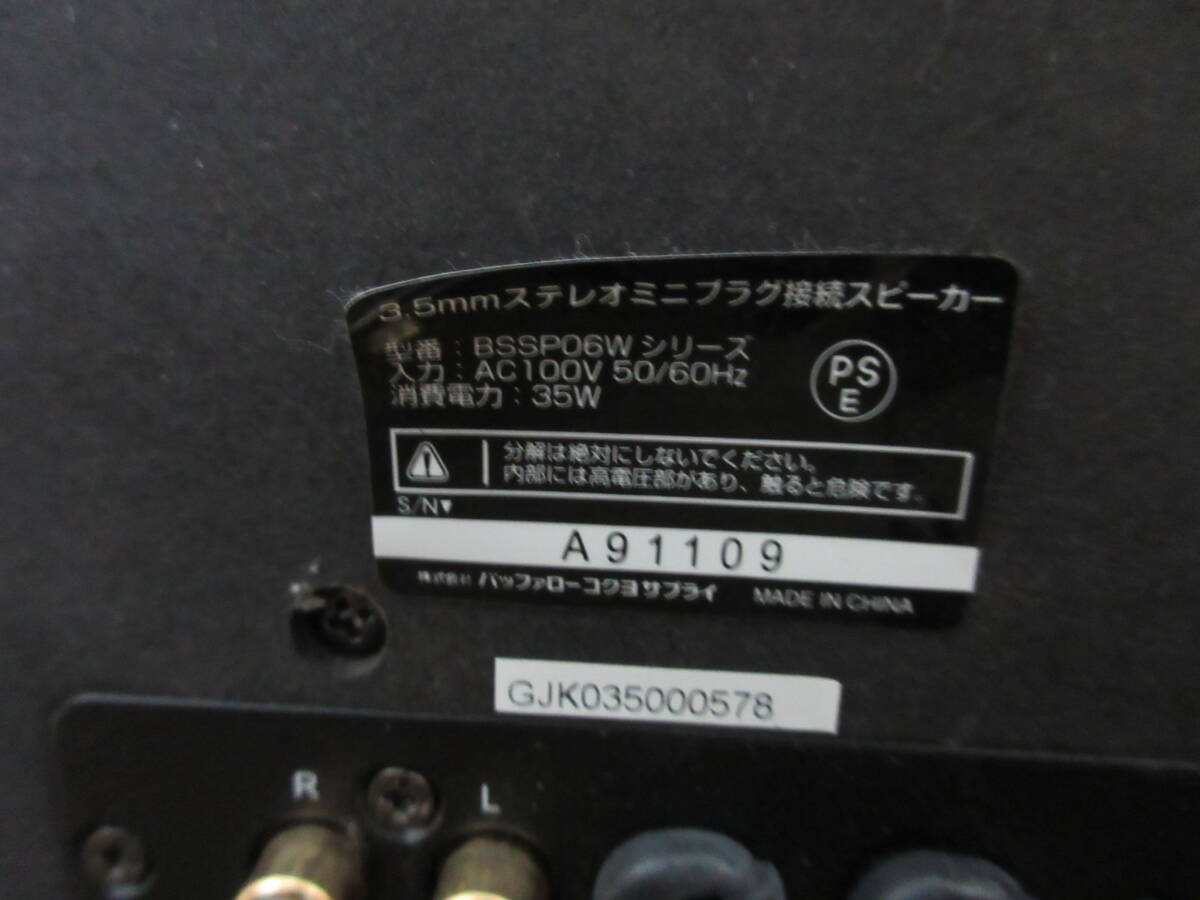 3.5mmステレオミニプラグ接続スピーカー
型番：BSSP06W シリーズ
入力：AC100V 50/60Hz
消費電力：35W
PS
E
分解は絶対にしないでください。
内部には高電圧部があり、触ると危険です。
S/N▼
A91109
株式会社 バッファローコクヨサプライ MADE IN CHINA
GJK035000578
R
L